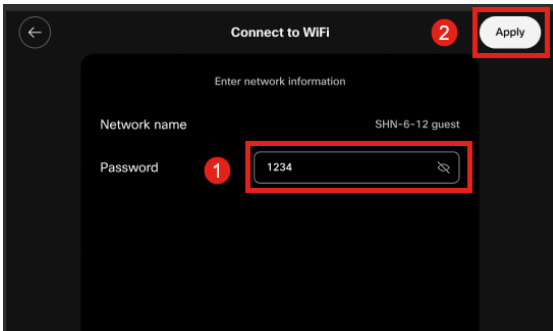 Connect to WiFi
2
Apply
Enter network information
Network name
SHN-6-12 guest
Password
1
1234